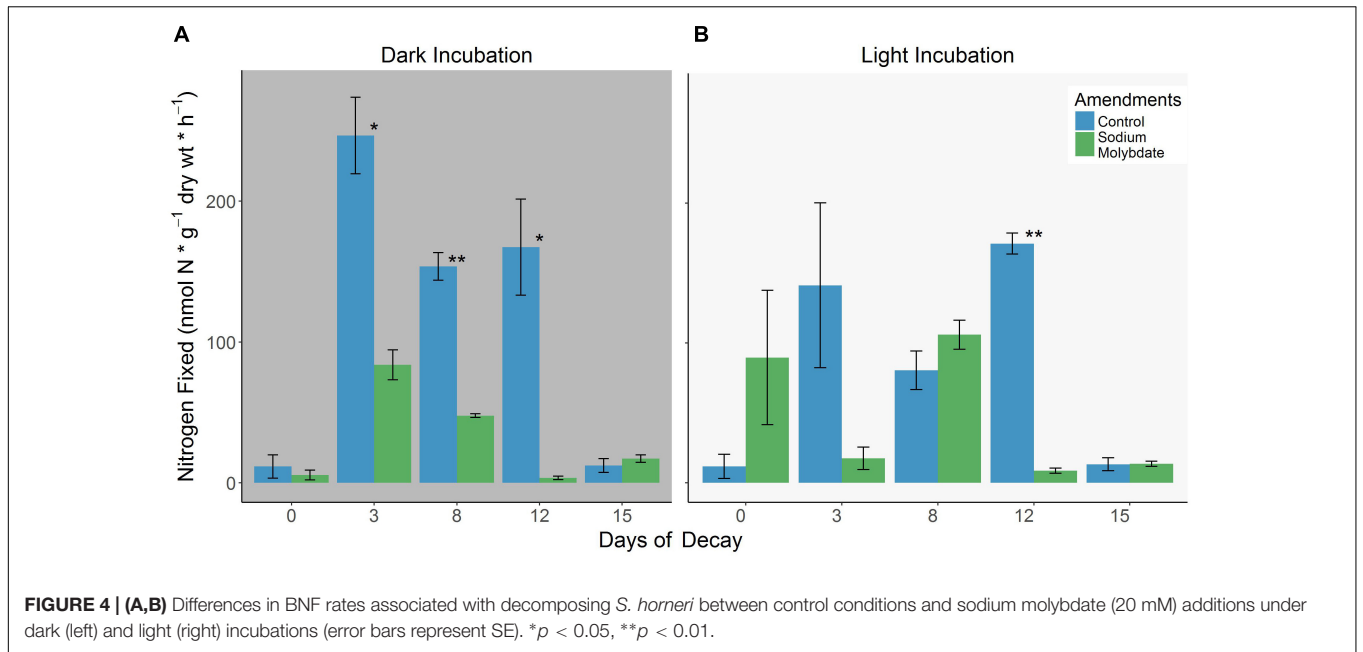 A
B
Dark Incubation
Light Incubation
Nitrogen Fixed (nmol N * g⁻¹ dry wt * h⁻¹)
200
100
0
*
**
*
**
Amendments
Control
Sodium
Molybdate
0 3 8 12 15
0 3 8 12 15
Days of Decay
FIGURE 4 | (A,B) Differences in BNF rates associated with decomposing S. horneri between control conditions and sodium molybdate (20 mM) additions under
dark (left) and light (right) incubations (error bars represent SE). *p < 0.05, **p < 0.01.